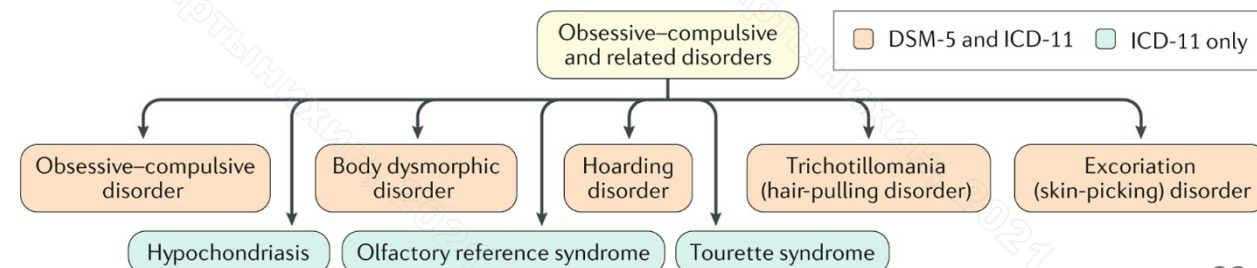 Obsessive–compulsive
and related disorders
DSM-5 and ICD-11
ICD-11 only
Obsessive–compulsive
disorder
Body dysmorphic
disorder
Hoarding
disorder
Trichotillomania
(hair-pulling disorder)
Excoriation
(skin-picking) disorder
Hypochondriasis
Olfactory reference syndrome
Tourette syndrome